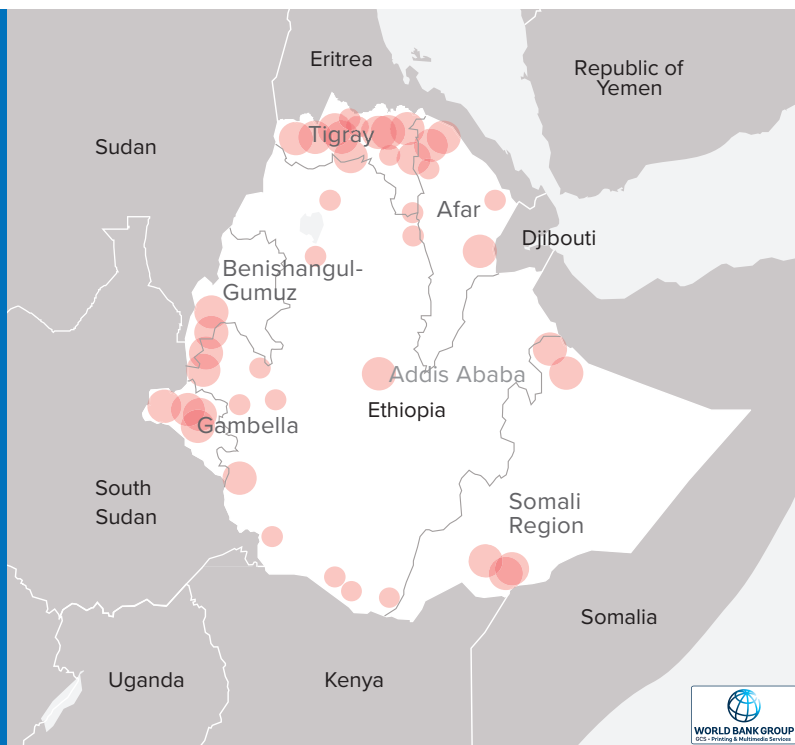 Eritrea
Republic of
Yemen
Sudan
Tigray
Afar
Djibouti
Benishangul-
Gumuz
Addis Ababa
Ethiopia
Gambella
South
Sudan
Somali
Region
Somalia
Uganda
Kenya
WORLD BANK GROUP
GCS - Printing & Multimedia Services